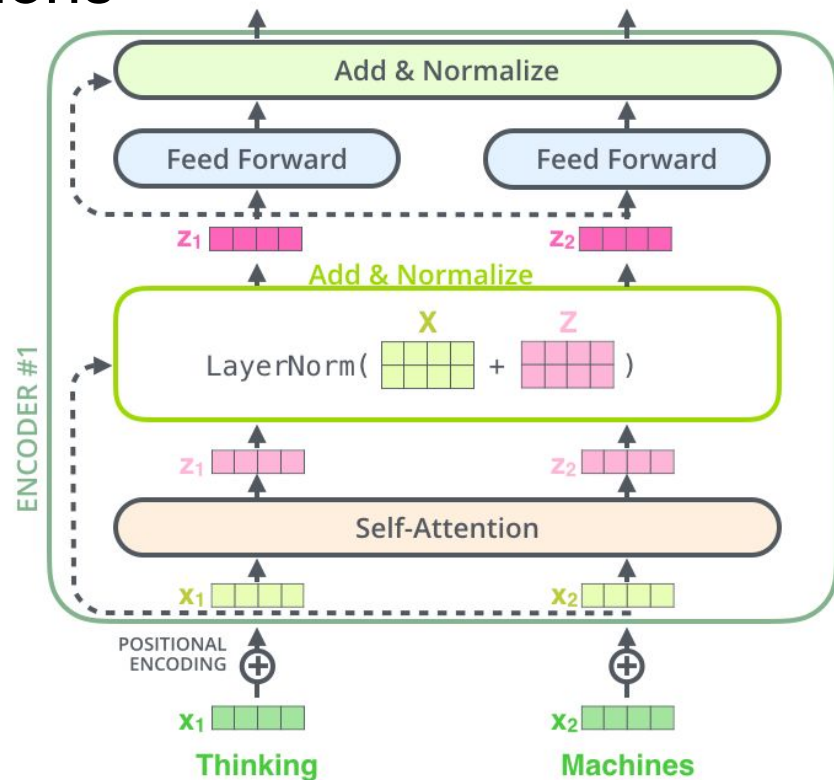 Add & Normalize
Feed Forward
Feed Forward
z1
z2
Add & Normalize
X
Z
LayerNorm( + )
ENCODER #1
z1
z2
Self-Attention
x1
x2
POSITIONAL
ENCODING
x1
x2
Thinking
Machines